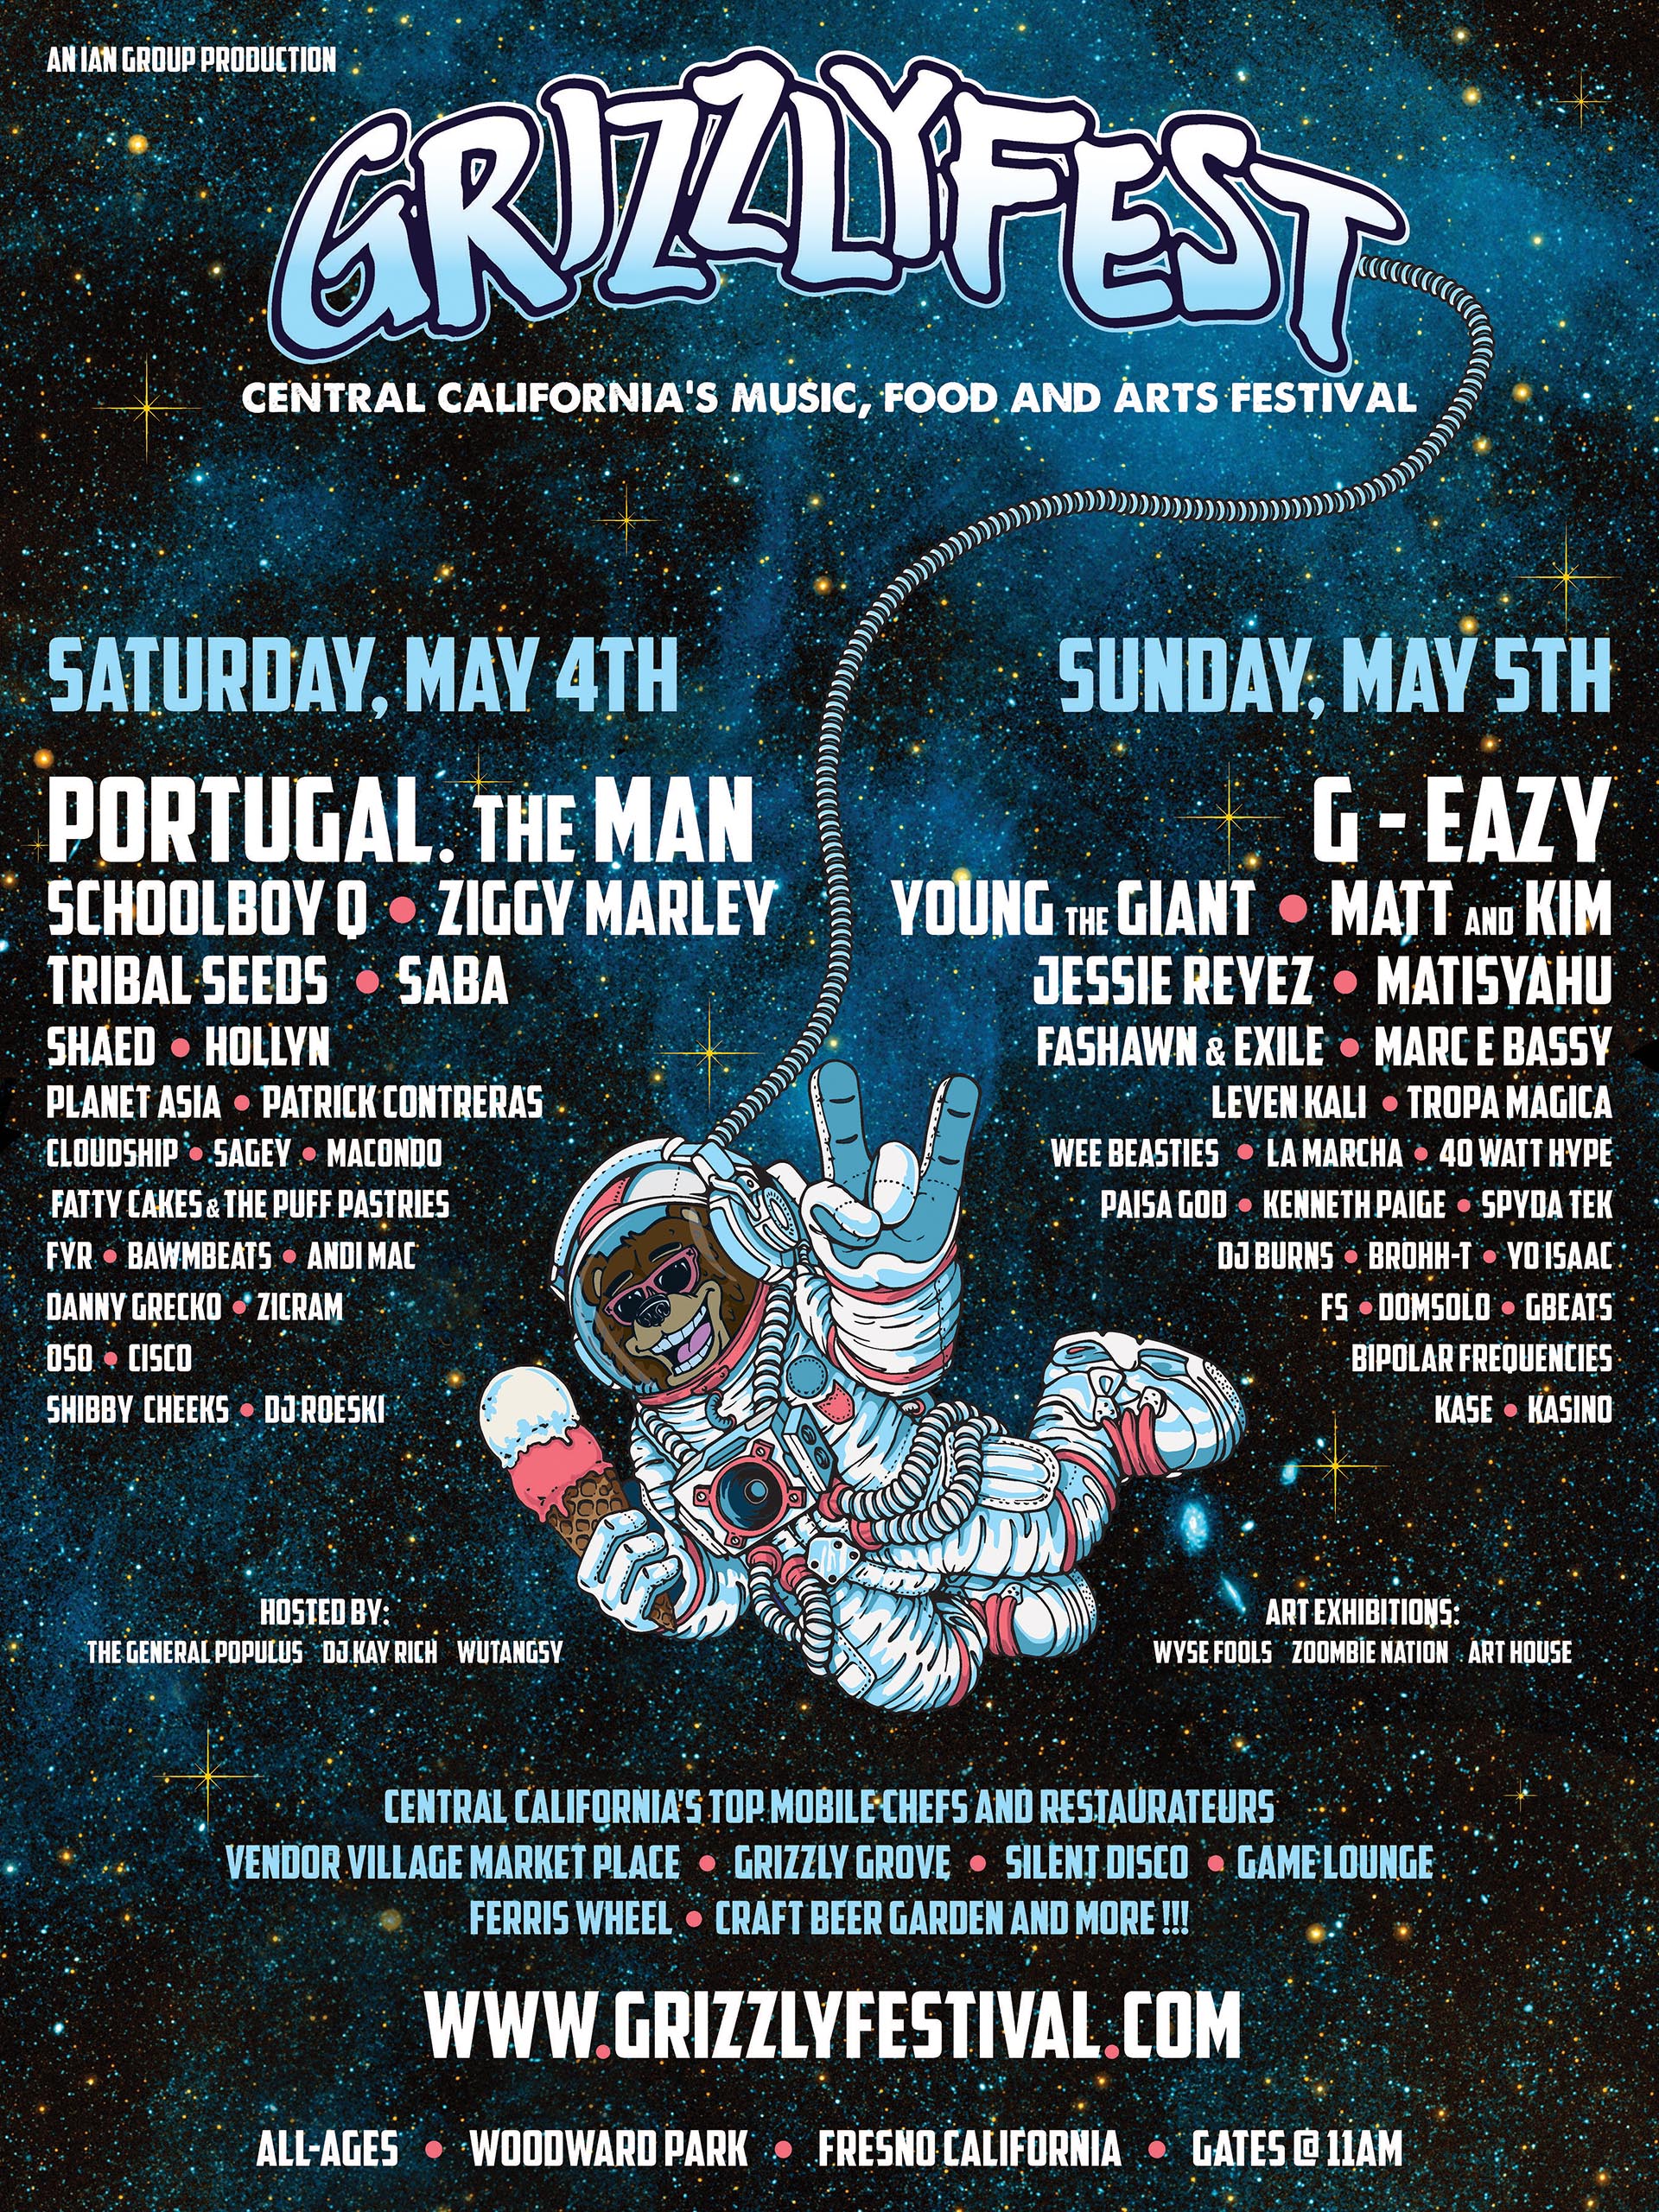 AN IAN GROUP PRODUCTION
GRIZZLYFEST
CENTRAL CALIFORNIA'S MUSIC, FOOD AND ARTS FESTIVAL
SATURDAY, MAY 4TH
PORTUGAL. THE MAN
SCHOOLBOY Q • ZIGGY MARLEY
TRIBAL SEEDS • SABA
SHAED • HOLLYN
PLANET ASIA • PATRICK CONTRERAS
CLOUDSHIP • SAGEY • MACONDO
FATTY CAKES & THE PUFF PASTRIES
FYR • BAWMBEATS • ANDI MAC
DANNY GRECKO • ZICRAM
OSO • CISCO
SHIBBY CHEEKS • DJ ROESKI
SUNDAY, MAY 5TH
G - EAZY
YOUNG THE GIANT • MATT AND KIM
JESSIE REYEZ • MATISYAHU
FASHAWN & EXILE • MARC E BASSY
LEVEN KALI • TROPA MAGICA
WEE BEASTIES • LA MARCHA • 40 WATT HYPE
PAISA GOD • KENNETH PAIGE • SPYDA TEK
DJ BURNS • BROHH-T • YO ISAAC
FS • DOMSOLO • GBEATS
BIPOLAR FREQUENCIES
KASE • KASINO
HOSTED BY:
THE GENERAL POPULUS DJ KAY RICH WUTANGSY
ART EXHIBITIONS:
WYSE FOOLS ZOOMBIE NATION ART HOUSE
CENTRAL CALIFORNIA'S TOP MOBILE CHEFS AND RESTAURATEURS
VENDOR VILLAGE MARKET PLACE • GRIZZLY GROVE • SILENT DISCO • GAME LOUNGE
FERRIS WHEEL • CRAFT BEER GARDEN AND MORE !!!
WWW.GRIZZLYFESTIVAL.COM
ALL-AGES • WOODWARD PARK • FRESNO CALIFORNIA • GATES @ 11AM